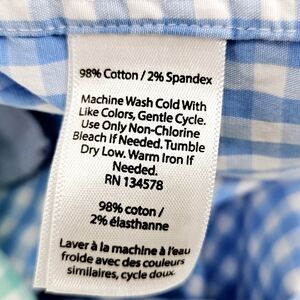 98% Cotton / 2% Spandex
Machine Wash Cold With
Like Colors, Gentle Cycle.
Use Only Non-Chlorine
Bleach If Needed. Tumble
Dry Low. Warm Iron If
Needed.
RN 134578
98% coton /
2% élasthanne
Laver à la machine à l'eau
froide avec des couleurs
similaires, cycle doux.